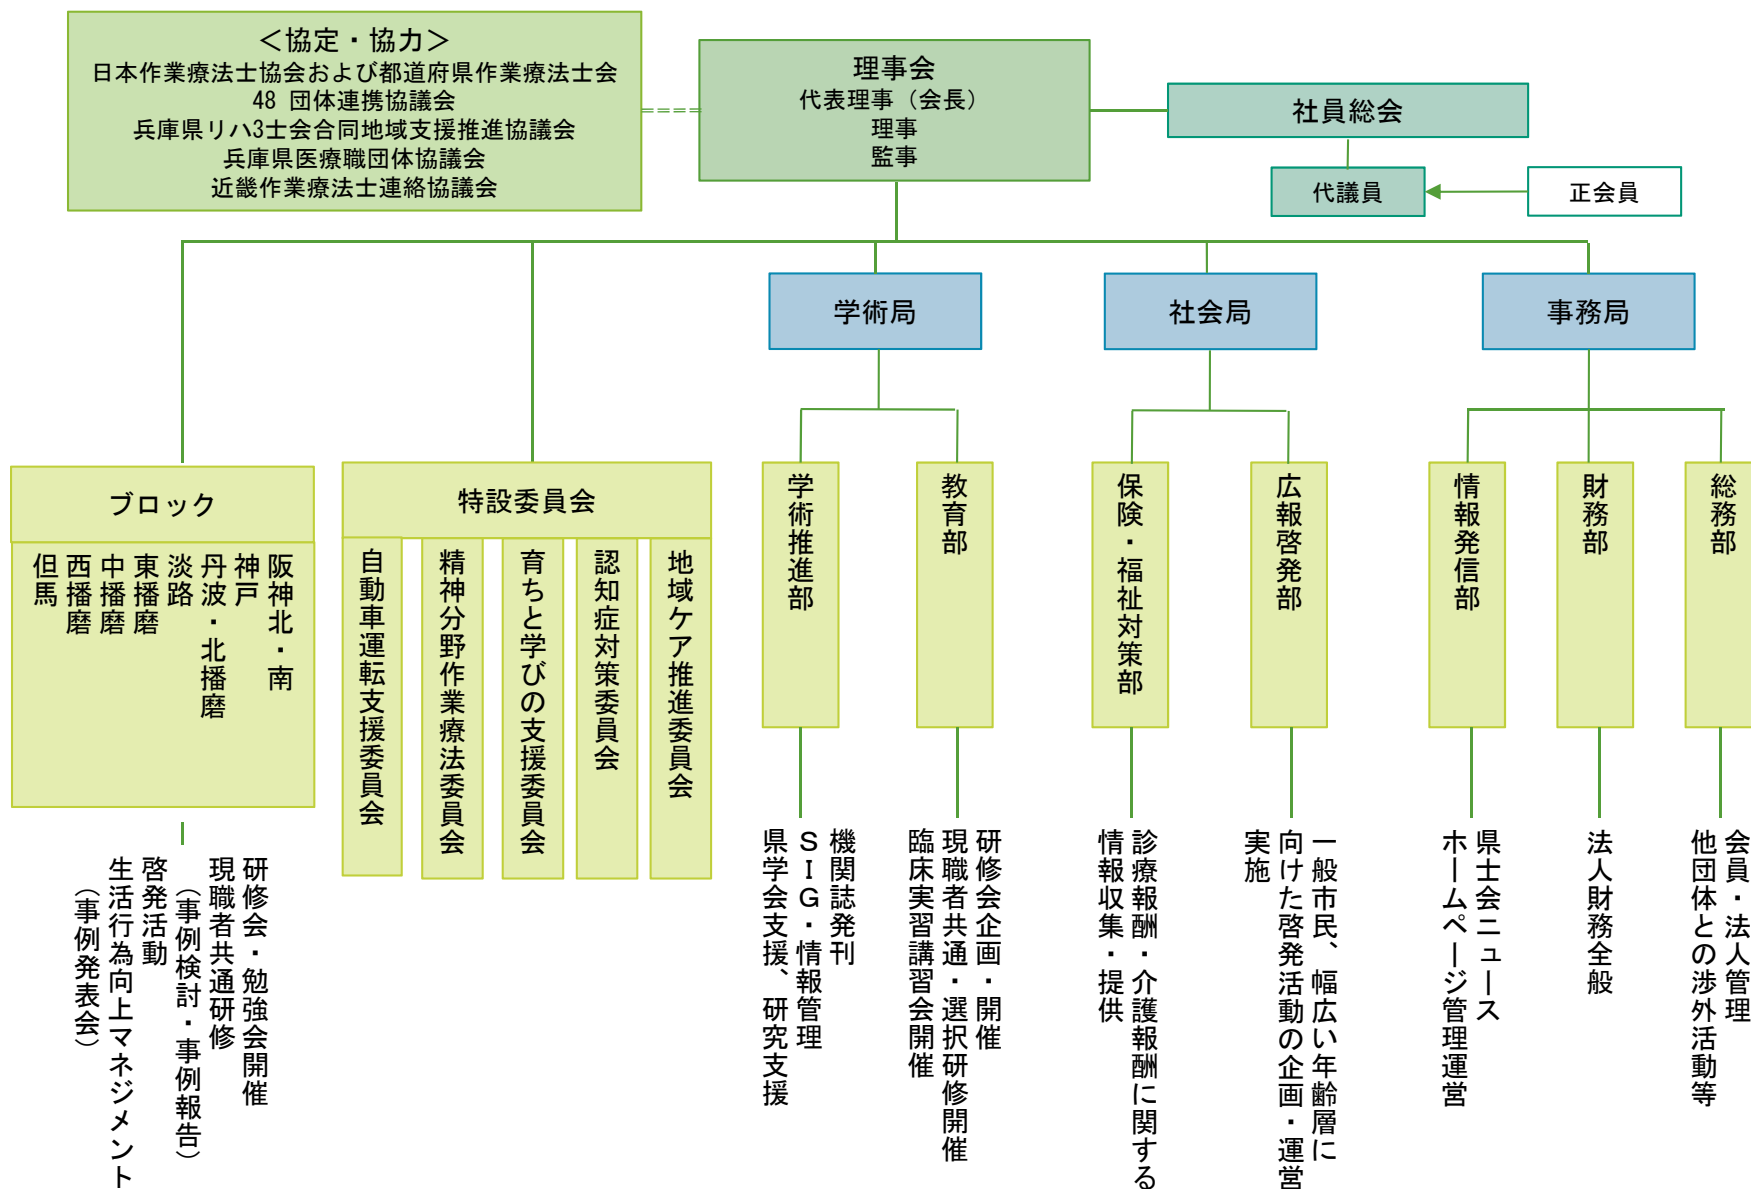 ＜協定・協力＞
日本作業療法士協会および都道府県作業療法士会
48 団体連携協議会
兵庫県リハ3士会合同地域支援推進協議会
兵庫県医療職団体協議会
近畿作業療法士連絡協議会
理事会
代表理事（会長）
理事
監事
社員総会
代議員
正会員
学術局
社会局
事務局
ブロック
阪神北・南
神戸
丹波・北播磨
淡路
東播磨
中播磨
西播磨
但馬
研修会・勉強会開催
現職者共通研修
（事例検討・事例報告）
啓発活動
生活行為向上マネジメント
（事例発表会）
特設委員会
自動車運転支援委員会
精神分野作業療法委員会
育ちと学びの支援委員会
認知症対策委員会
地域ケア推進委員会
学術推進部
機関誌発刊
ＳＩＧ・情報管理
県学会支援、研究支援
教育部
研修会企画・開催
現職者共通・選択研修開催
臨床実習講習会開催
保険・福祉対策部
診療報酬・介護報酬に関する
情報収集・提供
広報啓発部
一般市民、幅広い年齢層に
向けた啓発活動の企画・運営
実施
情報発信部
県士会ニュース
ホームページ管理運営
財務部
法人財務全般
総務部
会員・法人管理
他団体との渉外活動等